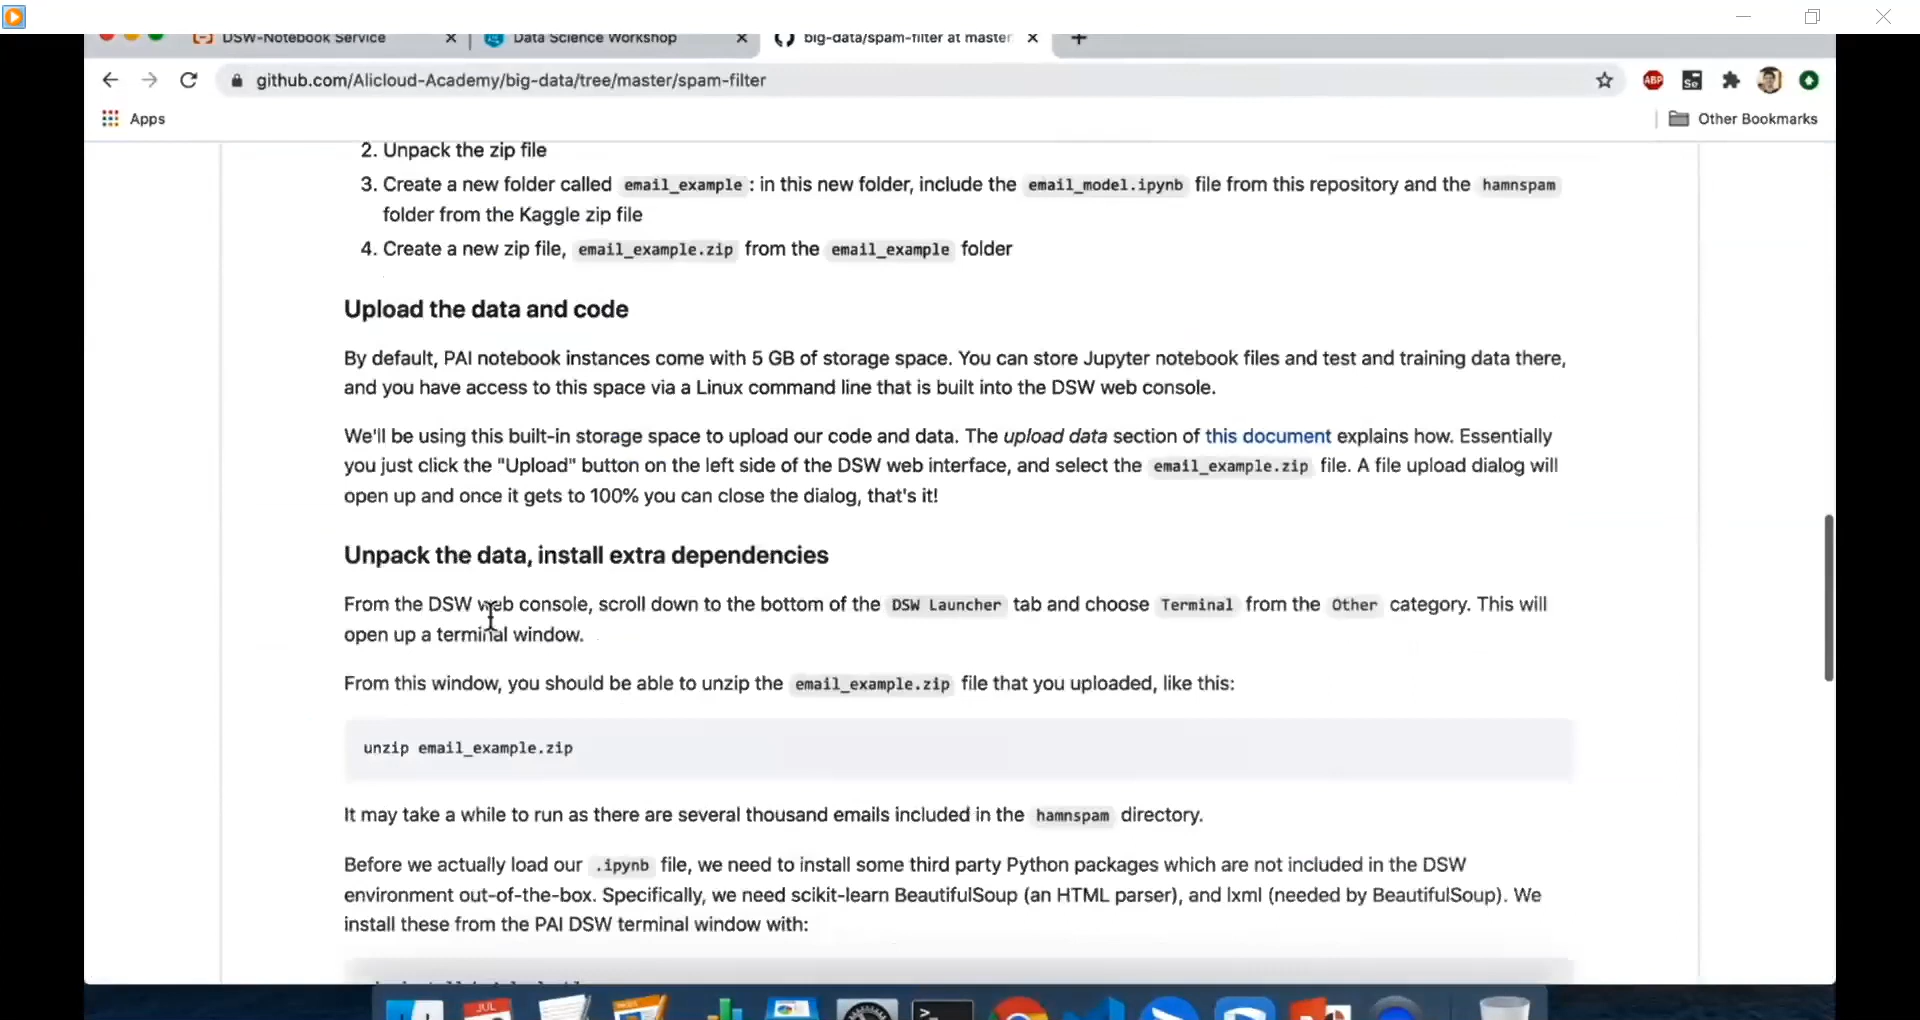 DSW-Notebook Service
Data Science Workshop
big-data/spam-filter at master
github.com/Alicloud-Academy/big-data/tree/master/spam-filter
ABP
Se
Apps
Other Bookmarks
2. Unpack the zip file
3. Create a new folder called email_example : in this new folder, include the email_model.ipynb file from this repository and the hamnspam
folder from the Kaggle zip file
4. Create a new zip file, email_example.zip from the email_example folder
Upload the data and code
By default, PAI notebook instances come with 5 GB of storage space. You can store Jupyter notebook files and test and training data there,
and you have access to this space via a Linux command line that is built into the DSW web console.
We'll be using this built-in storage space to upload our code and data. The upload data section of this document explains how. Essentially
you just click the "Upload" button on the left side of the DSW web interface, and select the email_example.zip file. A file upload dialog will
open up and once it gets to 100% you can close the dialog, that's it!
Unpack the data, install extra dependencies
From the DSW web console, scroll down to the bottom of the DSW Launcher tab and choose Terminal from the Other category. This will
open up a terminal window.
From this window, you should be able to unzip the email_example.zip file that you uploaded, like this:
unzip email_example.zip
It may take a while to run as there are several thousand emails included in the hamnspam directory.
Before we actually load our .ipynb file, we need to install some third party Python packages which are not included in the DSW
environment out-of-the-box. Specifically, we need scikit-learn BeautifulSoup (an HTML parser), and lxml (needed by BeautifulSoup). We
install these from the PAI DSW terminal window with:
JUL